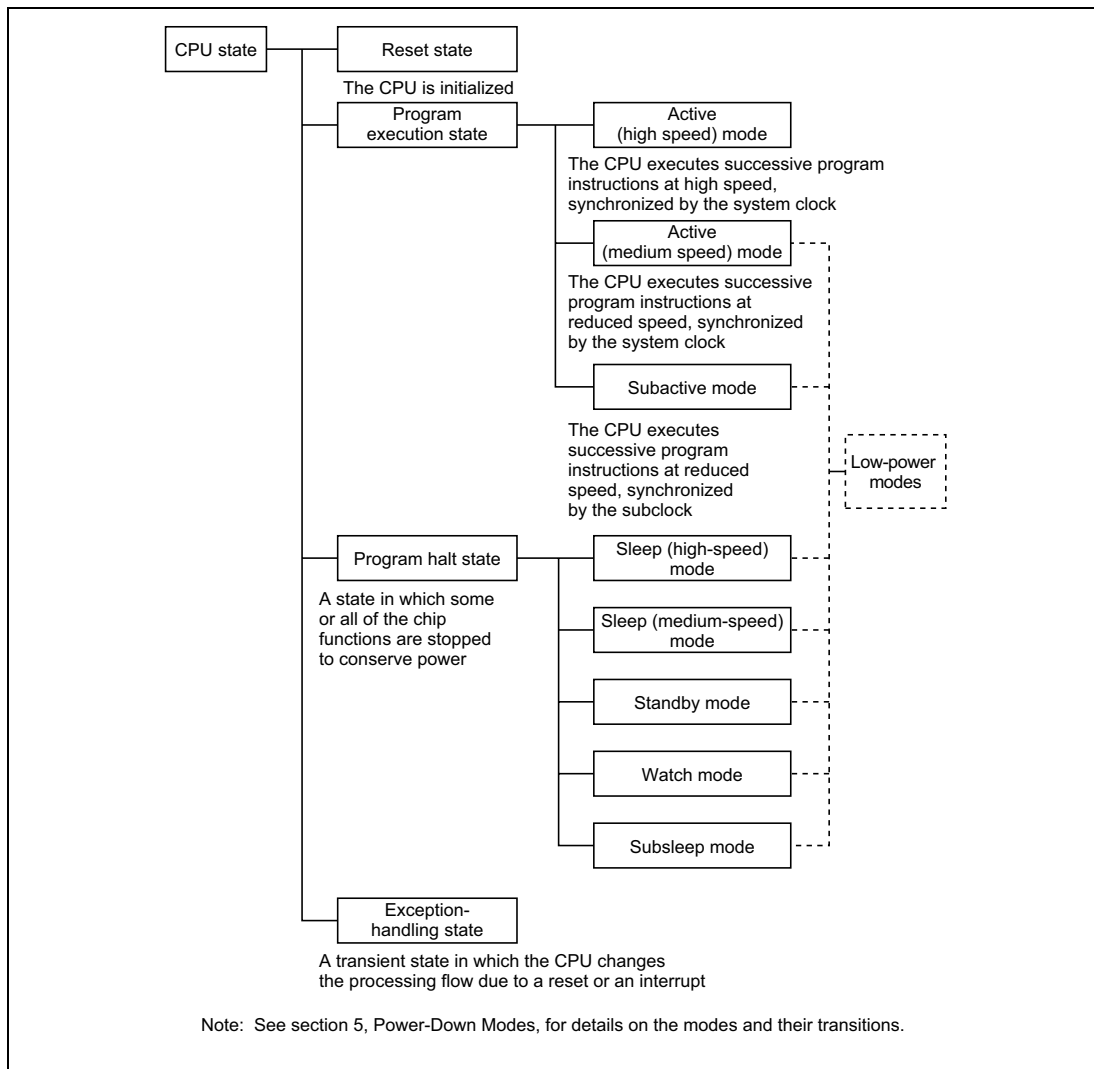 CPU state
Reset state
The CPU is initialized
Program
execution state
Active
(high speed) mode
The CPU executes successive program
instructions at high speed,
synchronized by the system clock
Active
(medium speed) mode
The CPU executes successive
program instructions at
reduced speed, synchronized
by the system clock
Subactive mode
The CPU executes
successive program
instructions at reduced
speed, synchronized
by the subclock
Low-power
modes
Program halt state
A state in which some
or all of the chip
functions are stopped
to conserve power
Sleep (high-speed)
mode
Sleep (medium-speed)
mode
Standby mode
Watch mode
Subsleep mode
Exception-
handling state
A transient state in which the CPU changes
the processing flow due to a reset or an interrupt
Note: See section 5, Power-Down Modes, for details on the modes and their transitions.